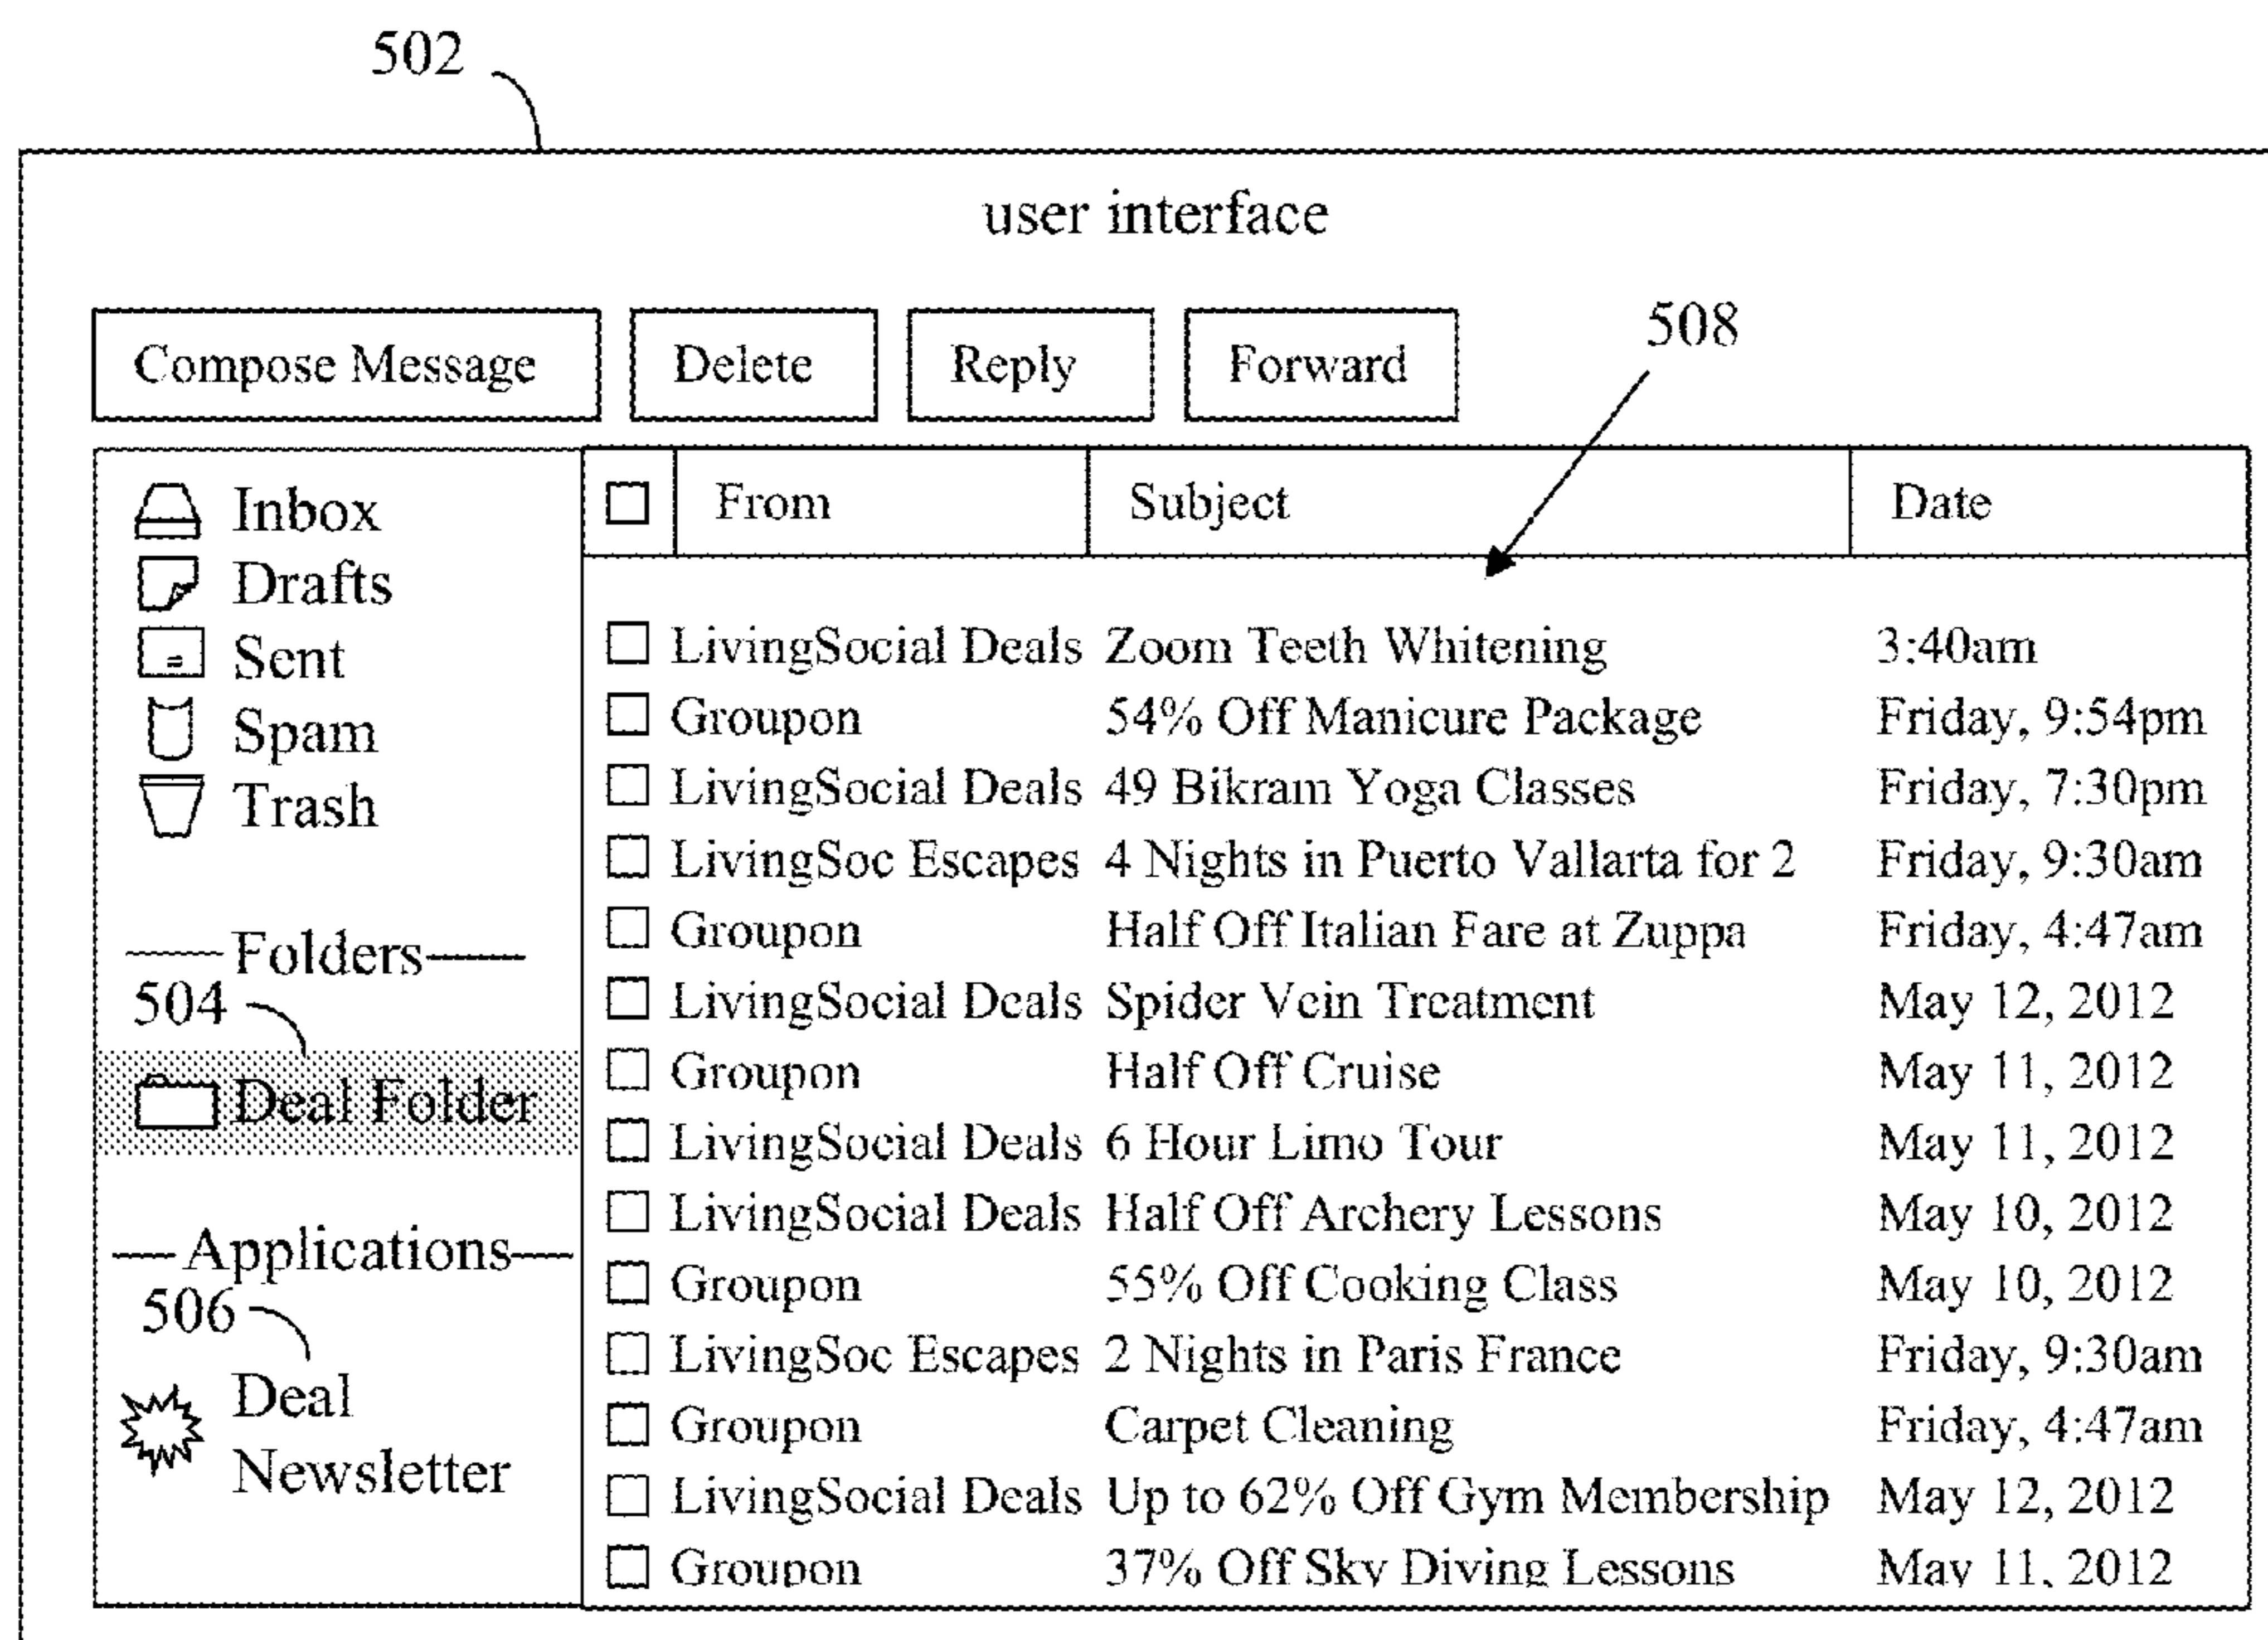 502
user interface
508
Compose Message Delete Reply Forward
Inbox
Drafts
Sent
Spam
Trash
Folders
504
Deal Folder
Applications
506
Deal
Newsletter
From Subject Date
LivingSocial Deals Zoom Teeth Whitening 3:40am
Groupon 54% Off Manicure Package Friday, 9:54pm
LivingSocial Deals 49 Bikram Yoga Classes Friday, 7:30pm
LivingSoc Escapes 4 Nights in Puerto Vallarta for 2 Friday, 9:30am
Groupon Half Off Italian Fare at Zuppa Friday, 4:47am
LivingSocial Deals Spider Vein Treatment May 12, 2012
Groupon Half Off Cruise May 11, 2012
LivingSocial Deals 6 Hour Limo Tour May 11, 2012
LivingSocial Deals Half Off Archery Lessons May 10, 2012
Groupon 55% Off Cooking Class May 10, 2012
LivingSoc Escapes 2 Nights in Paris France Friday, 9:30am
Groupon Carpet Cleaning Friday, 4:47am
LivingSocial Deals Up to 62% Off Gym Membership May 12, 2012
Groupon 37% Off Sky Diving Lessons May 11, 2012